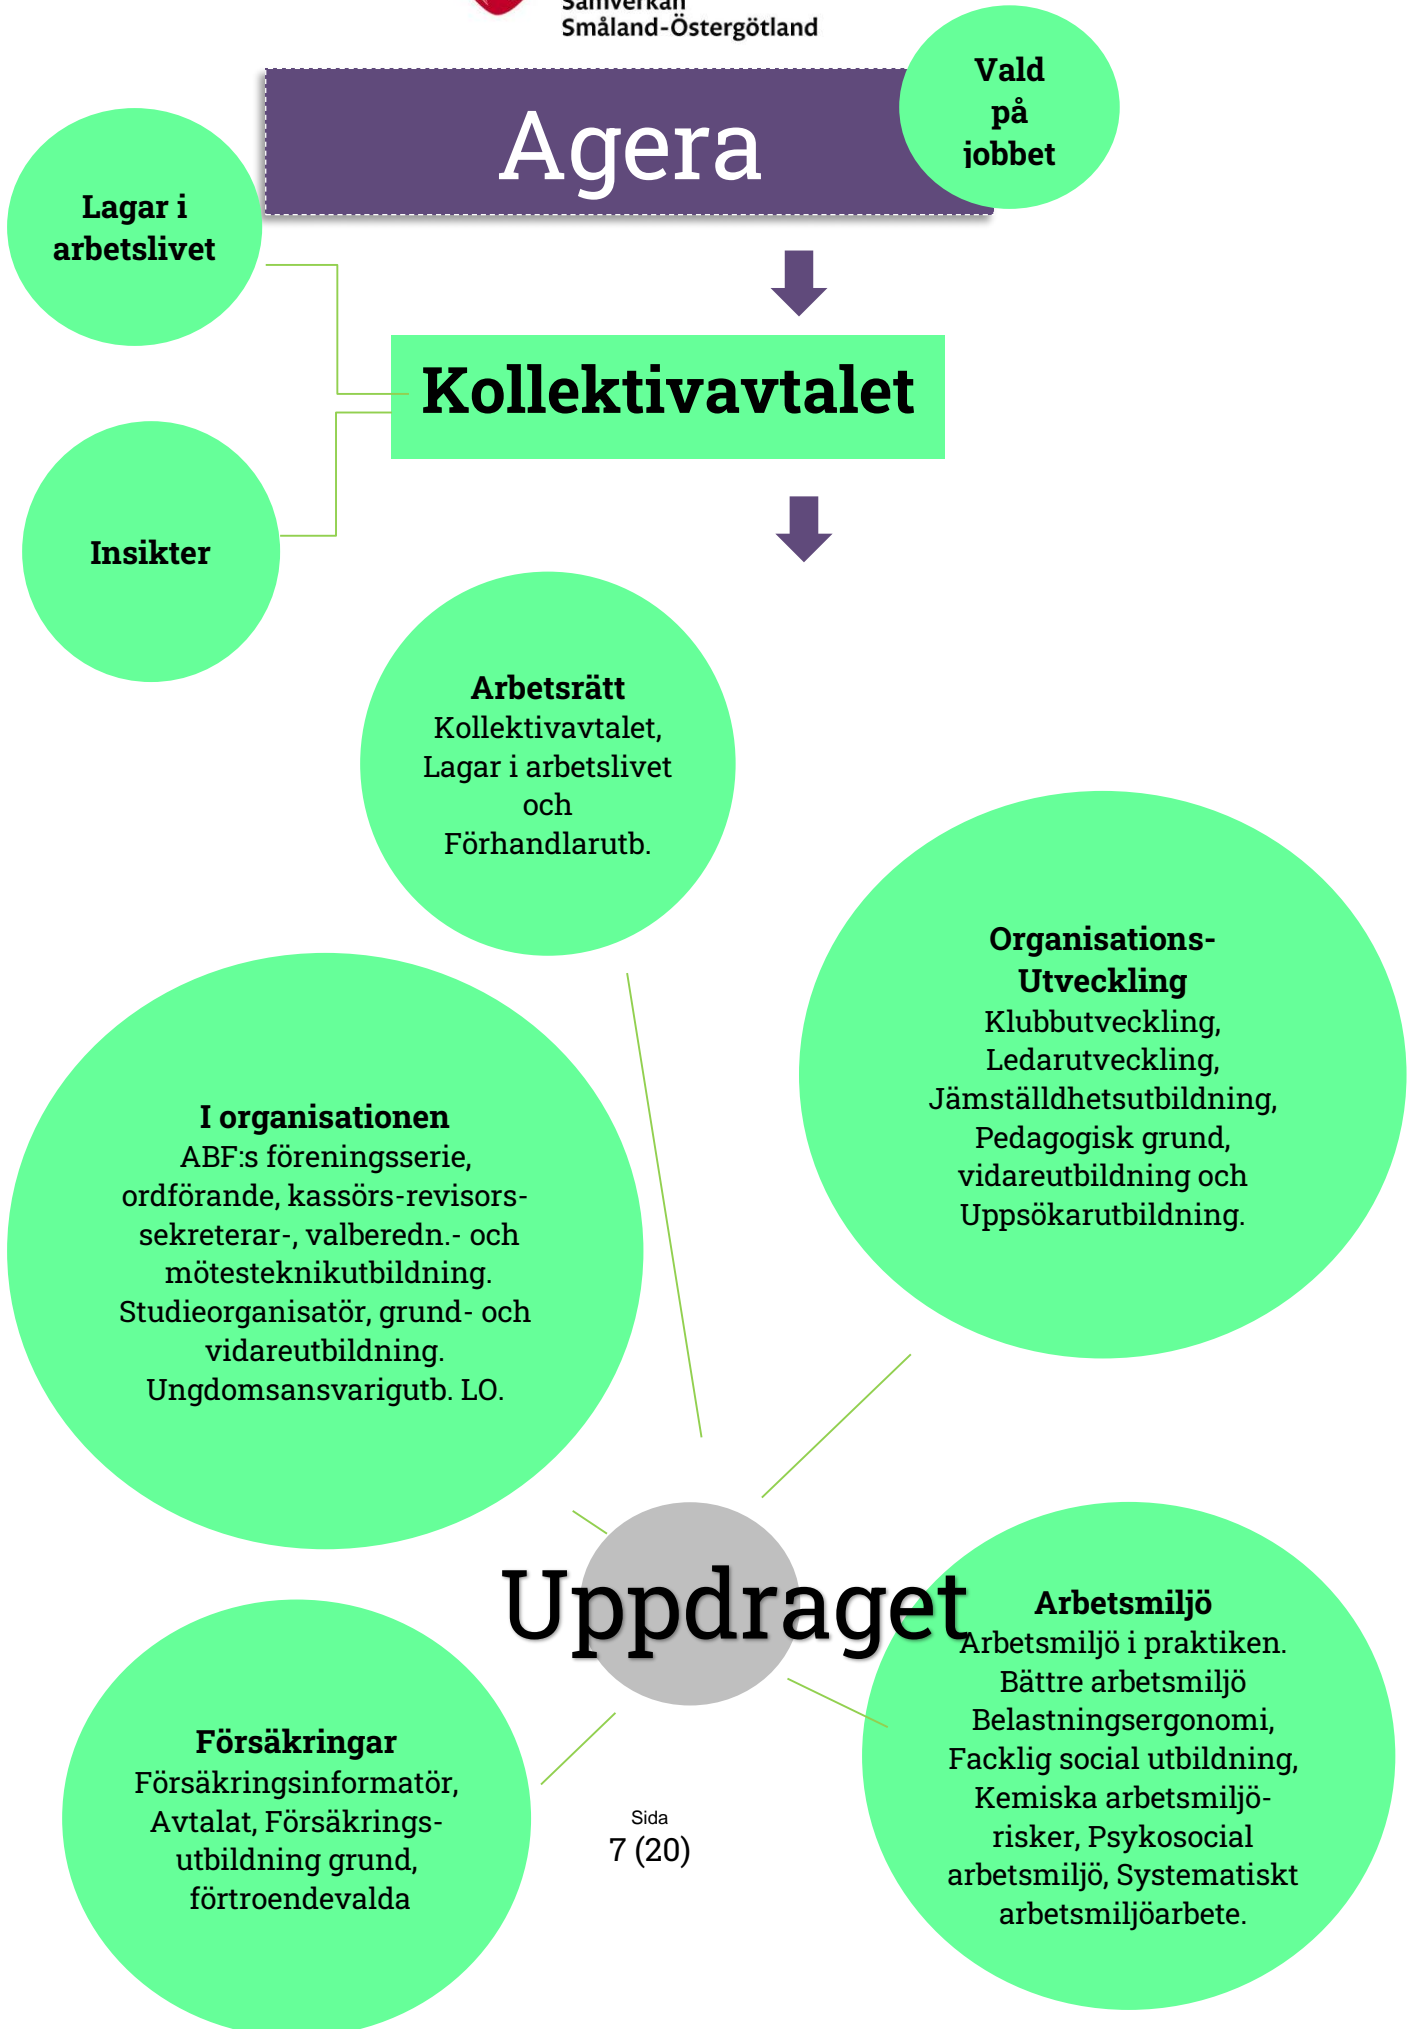 Samverkan
Småland-Östergötland
Vald
på
jobbet
Agera
Lagar i
arbetslivet
Kollektivavtalet
Insikter
Arbetsrätt
Kollektivavtalet,
Lagar i arbetslivet
och
Förhandlarutb.
Organisations-
Utveckling
Klubbutveckling,
Ledarutveckling,
Jämställdhetsutbildning,
Pedagogisk grund,
vidareutbildning och
Uppsökarutbildning.
I organisationen
ABF:s föreningsserie,
ordförande, kassörs-revisors-
sekreterar-, valberedn.- och
mötesteknikutbildning.
Studieorganisatör, grund- och
vidareutbildning.
Ungdomsansvarigutb. LO.
Uppdraget
Arbetsmiljö
Arbetsmiljö i praktiken.
Bättre arbetsmiljö
Belastningsergonomi,
Facklig social utbildning,
Kemiska arbetsmiljö-
risker, Psykosocial
arbetsmiljö, Systematiskt
arbetsmiljöarbete.
Försäkringar
Försäkringsinformatör,
Avtalat, Försäkrings-
utbildning grund,
förtroendevalda
Sida
7 (20)